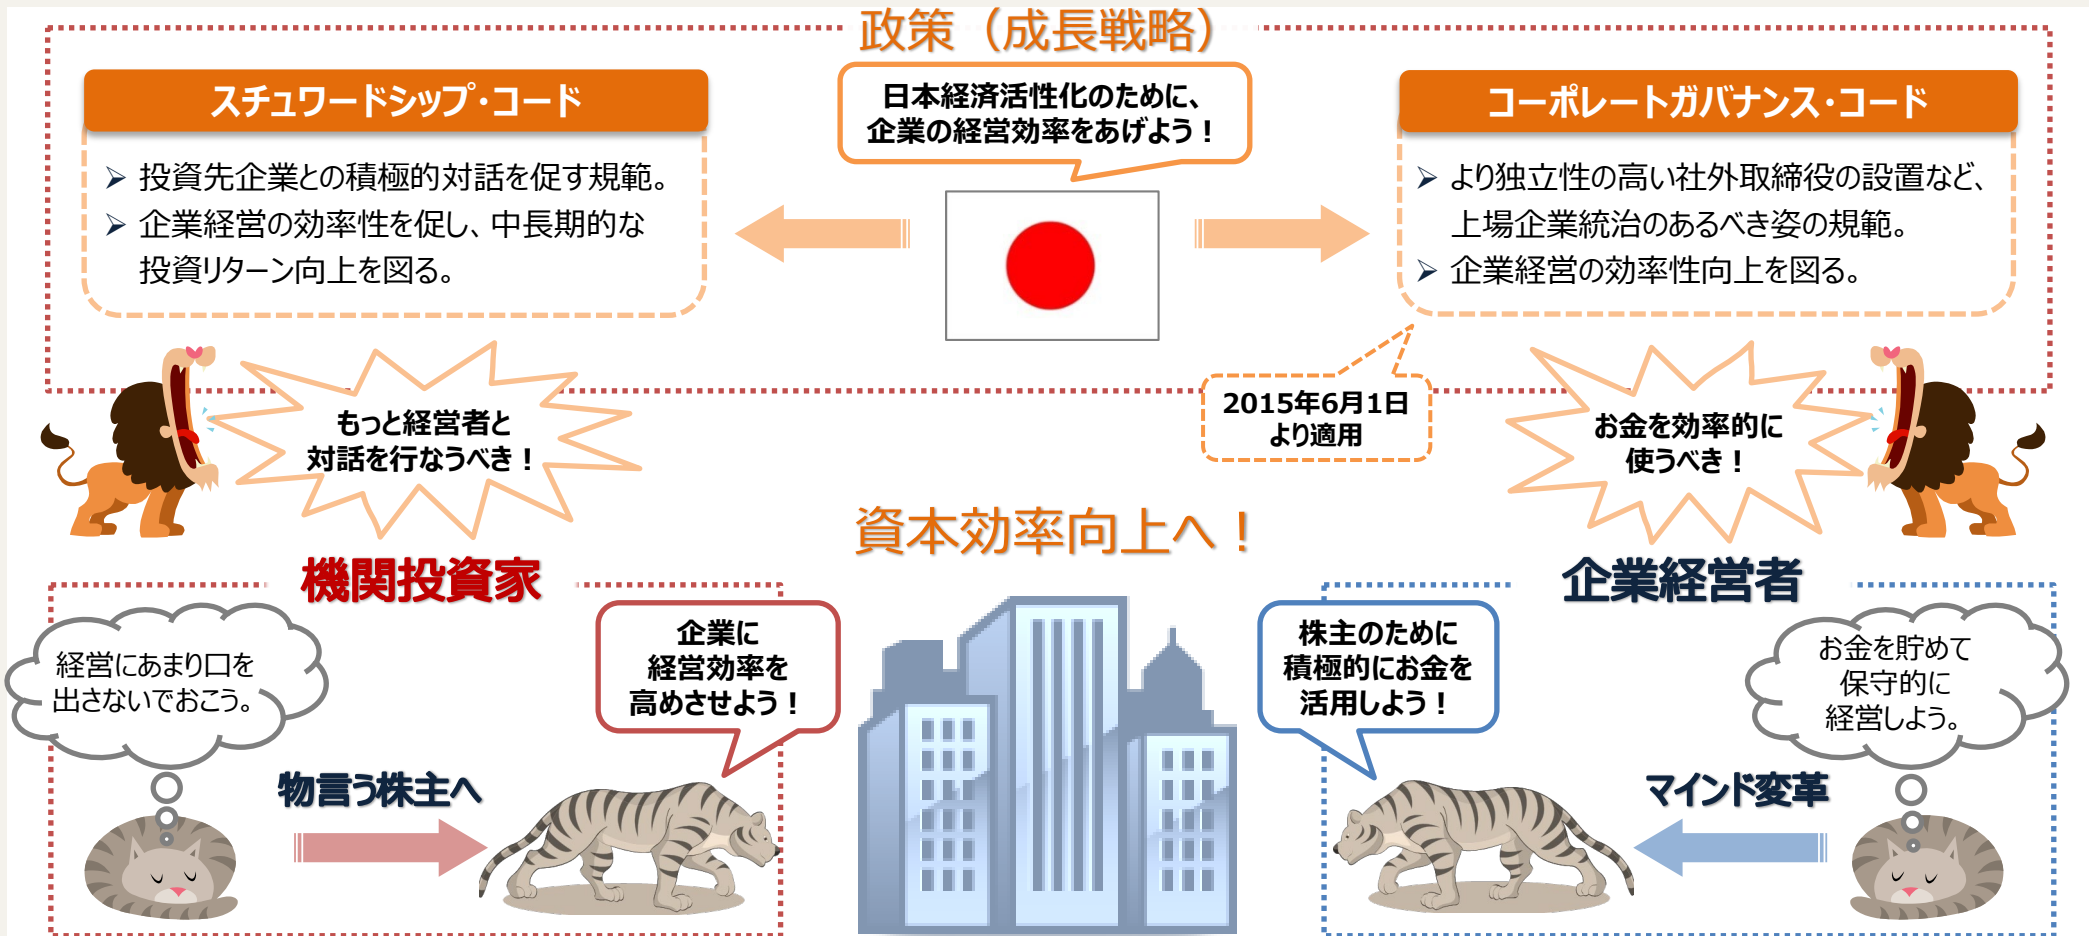 政策（成長戦略）
スチュワードシップ・コード
➢ 投資先企業との積極的対話を促す規範。
➢ 企業経営の効率性を促し、中長期的な
投資リターン向上を図る。
日本経済活性化のために、
企業の経営効率をあげよう！
コーポレートガバナンス・コード
➢ より独立性の高い社外取締役の設置など、
上場企業統治のあるべき姿の規範。
➢ 企業経営の効率性向上を図る。
2015年6月1日
より適用
もっと経営者と
対話を行なうべき！
お金を効率的に
使うべき！
資本効率向上へ！
機関投資家
経営にあまり口を
出さないでおこう。
物言う株主へ
企業に
経営効率を
高めさせよう！
企業経営者
株主のために
積極的にお金を
活用しよう！
マインド変革
お金を貯めて
保守的に
経営しよう。